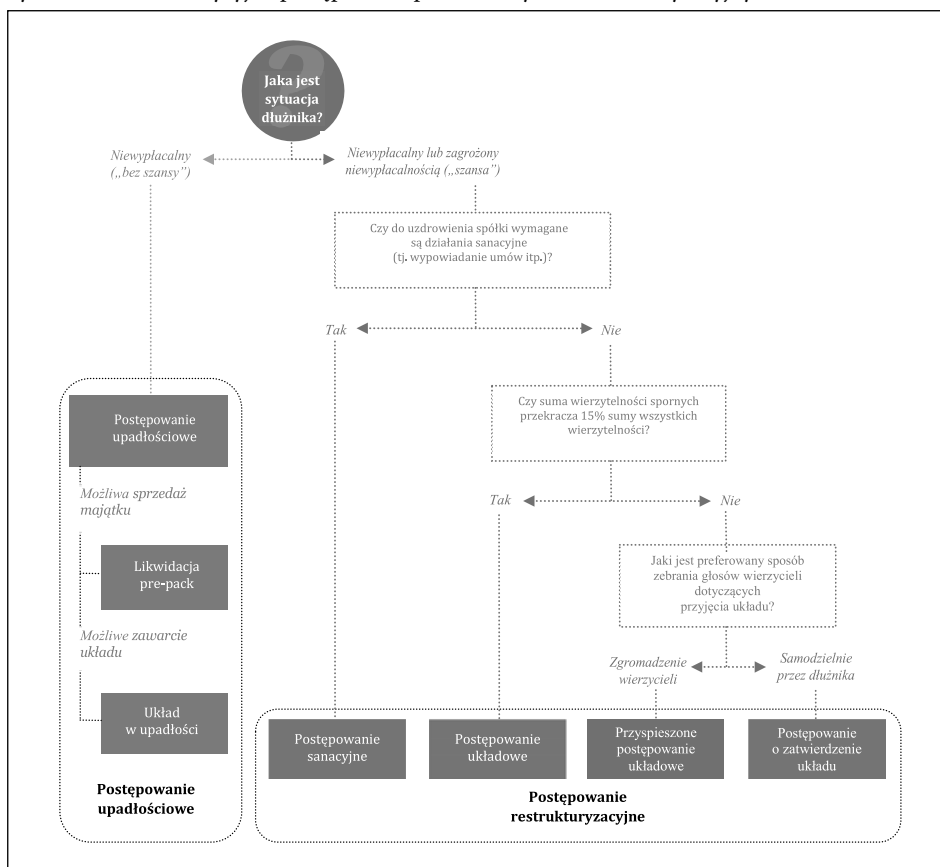 Jaka jest
sytuacja
dłużnika?
Niewypłacalny
(„bez szansy”)
Niewypłacalny lub zagrożony
niewypłacalnością („szansa”)
Czy do uzdrowienia spółki wymagane
są działania sanacyjne
(tj. wypowiadanie umów itp.)?
Tak
Nie
Czy suma wierzytelności spornych
przekracza 15% sumy wszystkich
wierzytelności?
Tak
Nie
Jaki jest preferowany sposób
zebrania głosów wierzycieli
dotyczących
przyjęcia układu?
Zgromadzenie
wierzycieli
Samodzielnie
przez dłużnika
Postępowanie
upadłościowe
Możliwa sprzedaż
majątku
Likwidacja
pre-pack
Możliwe zawarcie
układu
Układ
w upadłości
Postępowanie
upadłościowe
Postępowanie
sanacyjne
Postępowanie
układowe
Przyspieszone
postępowanie
układowe
Postępowanie
o zatwierdzenie
układu
Postępowanie
restrukturyzacyjne